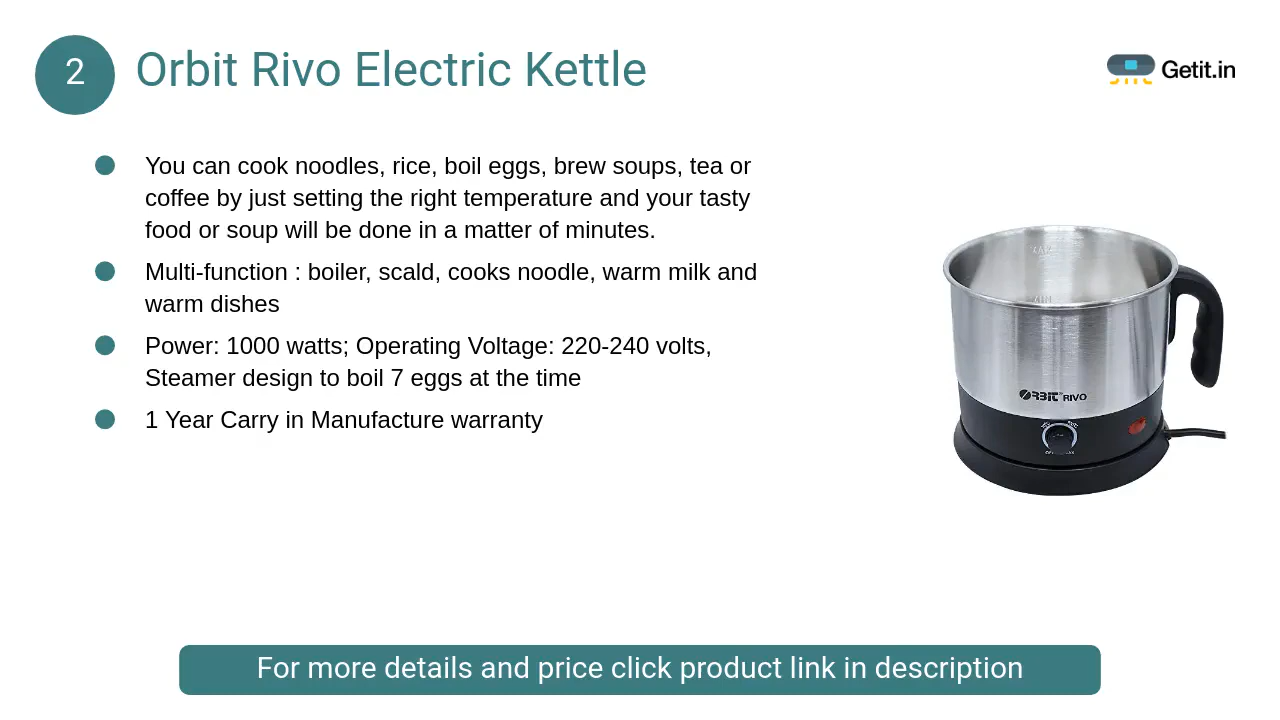 2
Orbit Rivo Electric Kettle
Getit.in
You can cook noodles, rice, boil eggs, brew soups, tea or
coffee by just setting the right temperature and your tasty
food or soup will be done in a matter of minutes.
Multi-function : boiler, scald, cooks noodle, warm milk and
warm dishes
Power: 1000 watts; Operating Voltage: 220-240 volts,
Steamer design to boil 7 eggs at the time
1 Year Carry in Manufacture warranty
ORBIT RIVO
For more details and price click product link in description